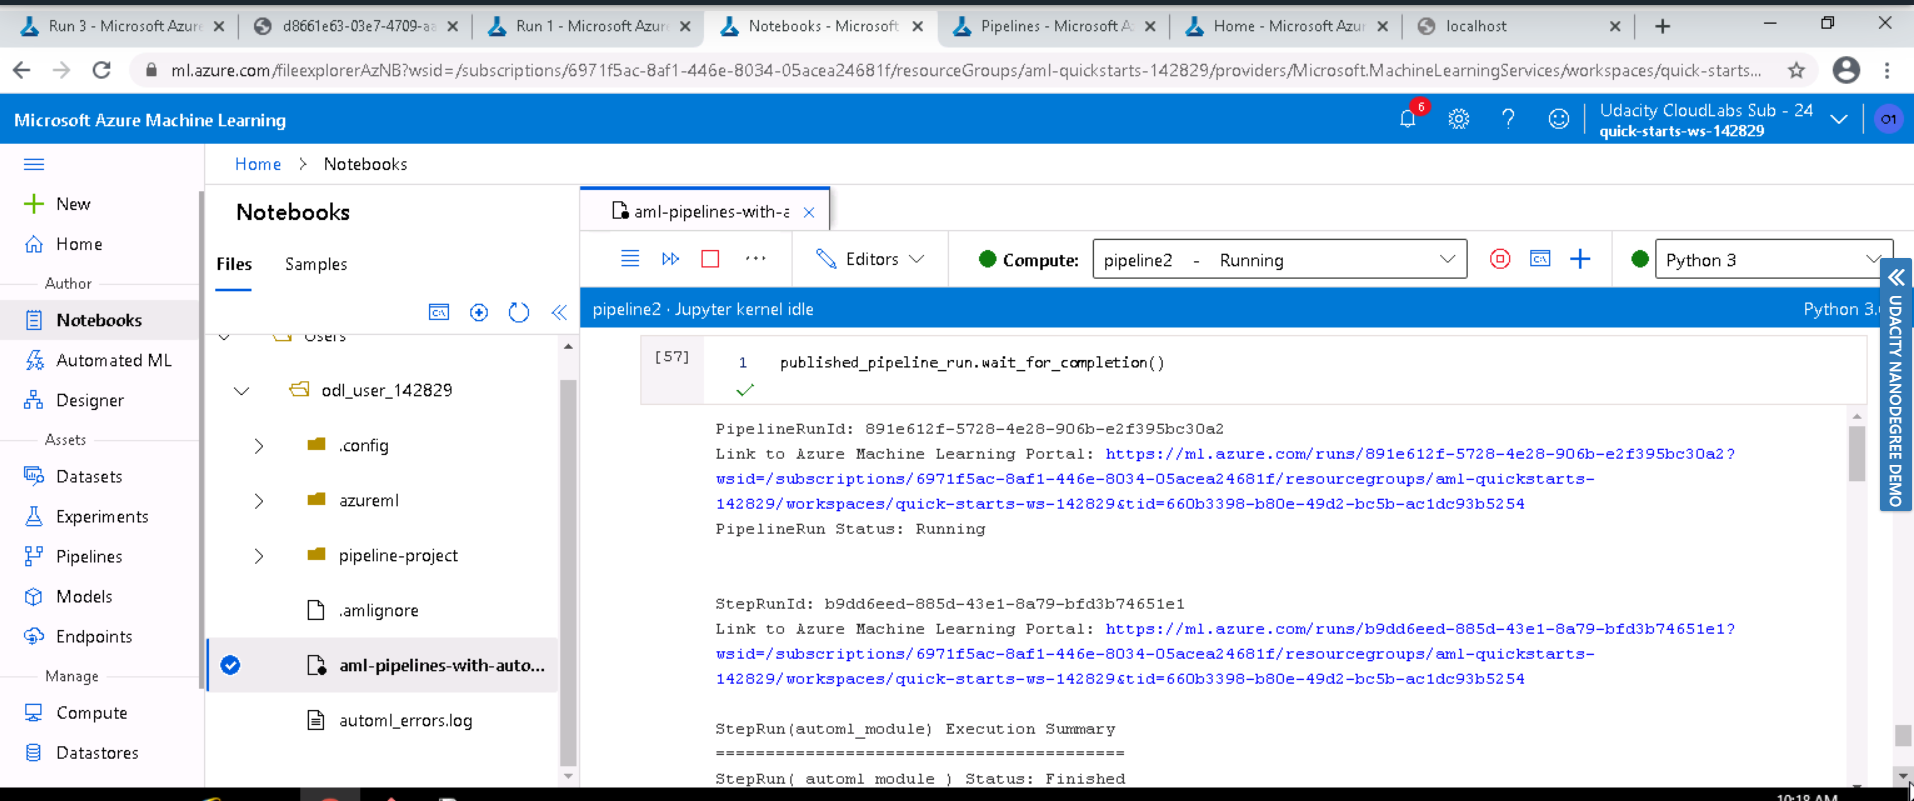 Run 3 - Microsoft Azure
d8661e63-03e7-4709-aa
Run 1 - Microsoft Azure
Notebooks - Microsoft
Pipelines - Microsoft A
Home - Microsoft Azur
localhost
ml.azure.com/fileexplorerAzNB?wsid=/subscriptions/6971f5ac-8af1-446e-8034-05acea24681f/resourceGroups/aml-quickstarts-142829/providers/Microsoft.MachineLearningServices/workspaces/quick-starts...
Microsoft Azure Machine Learning
6
Udacity CloudLabs Sub - 24
quick-starts-ws-142829
O1
Home > Notebooks
New
Home
Author
Notebooks
Automated ML
Designer
Assets
Datasets
Experiments
Pipelines
Models
Endpoints
Manage
Compute
Datastores
Notebooks
Files
Samples
Users
odl_user_142829
.config
azureml
pipeline-project
.amlignore
aml-pipelines-with-auto...
automl_errors.log
aml-pipelines-with-a
Editors
Compute:
pipeline2 - Running
Python 3
pipeline2 · Jupyter kernel idle
Python 3.
UDACITY NANODEGREE DEMO
[57]
1 published_pipeline_run.wait_for_completion()
PipelineRunId: 891e612f-5728-4e28-906b-e2f395bc30a2
Link to Azure Machine Learning Portal: https://ml.azure.com/runs/891e612f-5728-4e28-906b-e2f395bc30a2?
wsid=/subscriptions/6971f5ac-8af1-446e-8034-05acea24681f/resourcegroups/aml-quickstarts-
142829/workspaces/quick-starts-ws-142829&tid=660b3398-b80e-49d2-bc5b-ac1dc93b5254
PipelineRun Status: Running
StepRunId: b9dd6eed-885d-43e1-8a79-bfd3b74651e1
Link to Azure Machine Learning Portal: https://ml.azure.com/runs/b9dd6eed-885d-43e1-8a79-bfd3b74651e1?
wsid=/subscriptions/6971f5ac-8af1-446e-8034-05acea24681f/resourcegroups/aml-quickstarts-
142829/workspaces/quick-starts-ws-142829&tid=660b3398-b80e-49d2-bc5b-ac1dc93b5254
StepRun(automl_module) Execution Summary
=========================================
StepRun( automl_module ) Status: Finished
10:18 AM